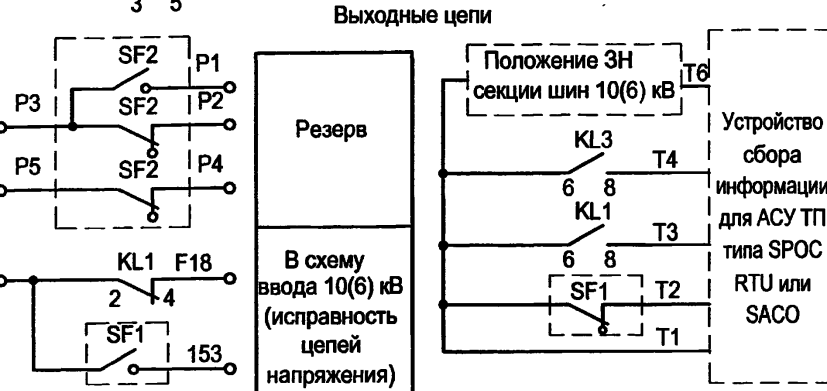 3 5
Выходные цепи
SF2
P1
P3
SF2
P2
P5
SF2
P4
Резерв
KL1
F18
2
4
SF1
153
В схему
ввода 10(6) кВ
(исправность
цепей
напряжения)
Положение ЗН
секции шин 10(6) кВ
T6
KL3
6
8
T4
KL1
6
8
T3
SF1
T2
T1
Устройство
сбора
информации
для АСУ ТП
типа SPOC
RTU или
SACO